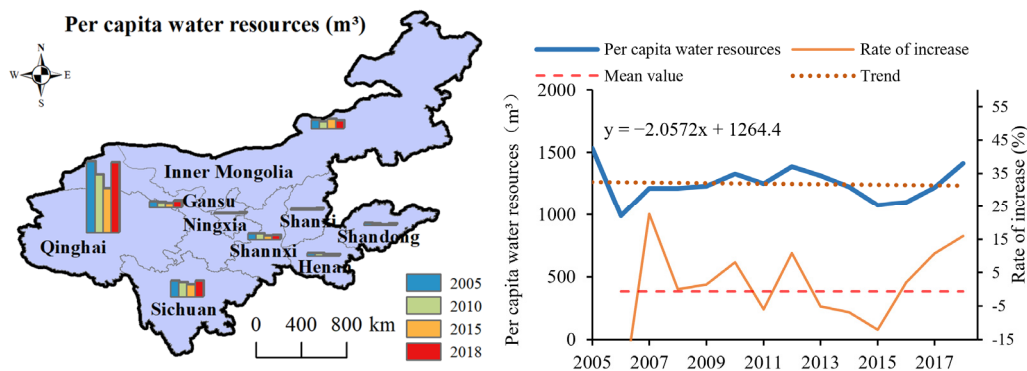 Per capita water resources (m³)
N
W E
S
Inner Mongolia
Gansu
Ningxia
Shanxi
Shandong
Qinghai
Shannxi
Henan
Sichuan
0 400 800 km
2005
2010
2015
2018
Per capita water resources
Rate of increase
Mean value
Trend
y = −2.0572x + 1264.4
Per capita water resources（m³）
2000
1500
1000
500
0
2005 2007 2009 2011 2013 2015 2017
55
45
35
25
15
5
-5
-15
Rate of increase (%)